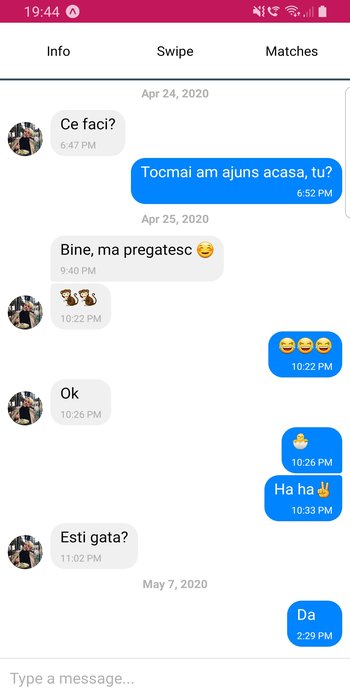 19:44
Info Swipe Matches
Apr 24, 2020
Ce faci?
6:47 PM
Tocmai am ajuns acasa, tu?
6:52 PM
Apr 25, 2020
Bine, ma pregatesc ☺️
9:40 PM
🐒🐒
10:22 PM
😂😂😂
10:22 PM
Ok
10:26 PM
🐣
10:26 PM
Ha ha✌️
10:33 PM
Esti gata?
11:02 PM
May 7, 2020
Da
2:29 PM
Type a message...